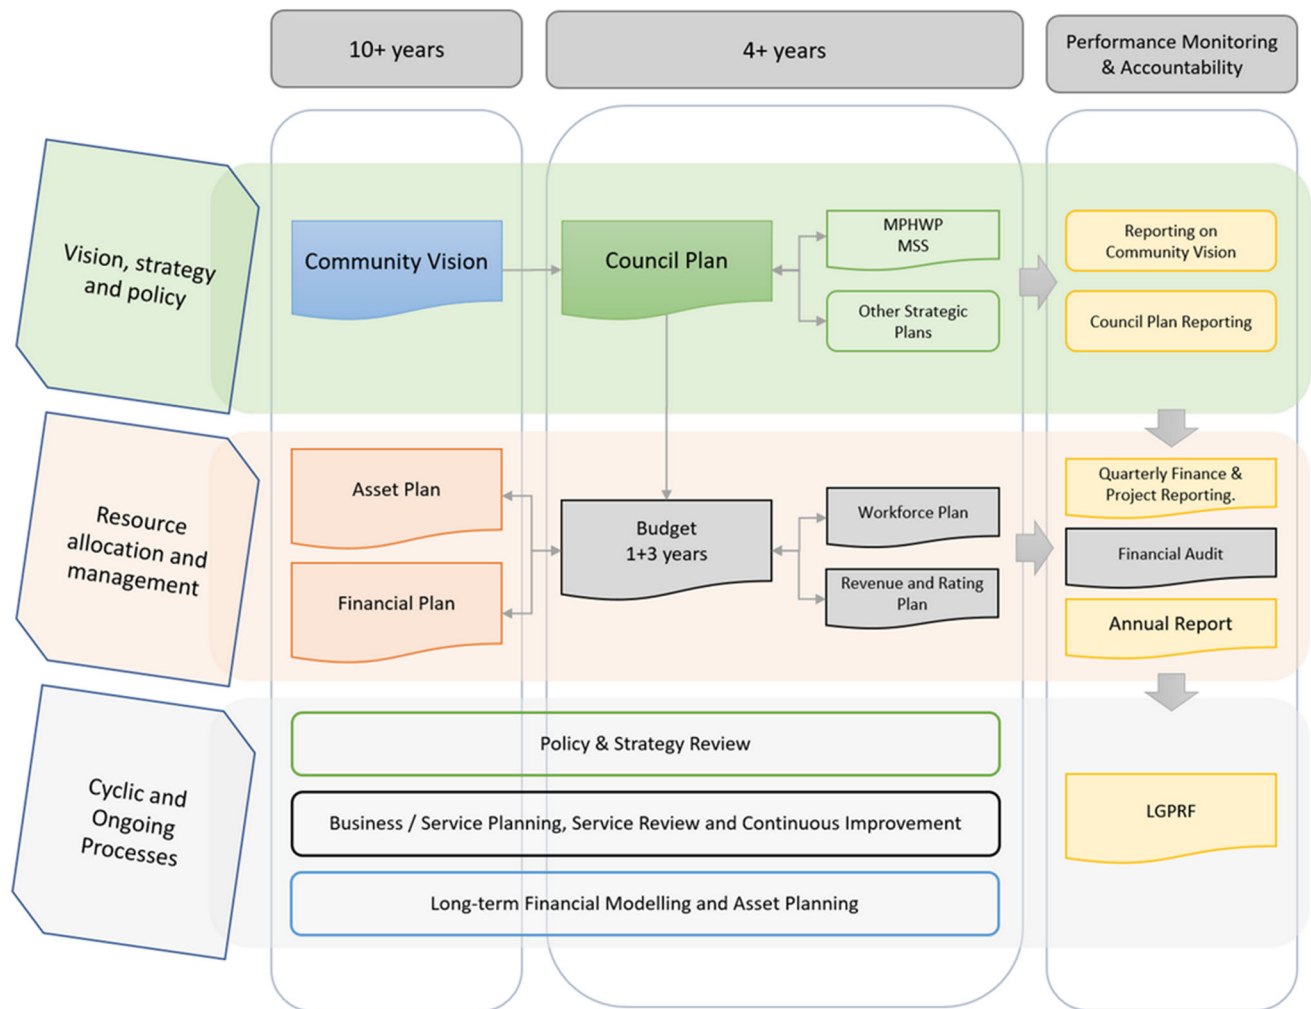 10+ years
4+ years
Performance Monitoring
& Accountability
Vision, strategy
and policy
Community Vision
Council Plan
MPHWP
MSS
Other Strategic
Plans
Reporting on
Community Vision
Council Plan Reporting
Resource
allocation and
management
Asset Plan
Financial Plan
Budget
1+3 years
Workforce Plan
Revenue and Rating
Plan
Quarterly Finance &
Project Reporting.
Financial Audit
Annual Report
Cyclic and
Ongoing
Processes
Policy & Strategy Review
Business / Service Planning, Service Review and Continuous Improvement
Long-term Financial Modelling and Asset Planning
LGPRF